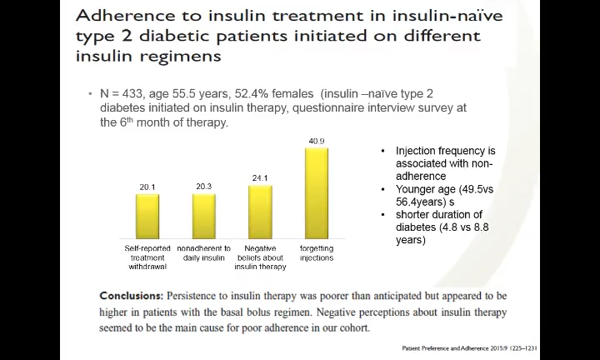 Adherence to insulin treatment in insulin-naïve
type 2 diabetic patients initiated on different
insulin regimens
• N = 433, age 55.5 years, 52.4% females (insulin –naïve type 2
diabetes initiated on insulin therapy, questionnaire interview survey at
the 6th month of therapy.
40.9
24.1
20.1
20.3
Self-reported
treatment
withdrawal
nonadherent to
daily insulin
Negative
beliefs about
insulin therapy
forgetting
injections
• Injection frequency is
associated with non-
adherence
• Younger age (49.5vs
56.4years) s
• shorter duration of
diabetes (4.8 vs 8.8
years)
Conclusions: Persistence to insulin therapy was poorer than anticipated but appeared to be
higher in patients with the basal bolus regimen. Negative perceptions about insulin therapy
seemed to be the main cause for poor adherence in our cohort.
Patient Preference and Adherence 2015:9 1225–1231